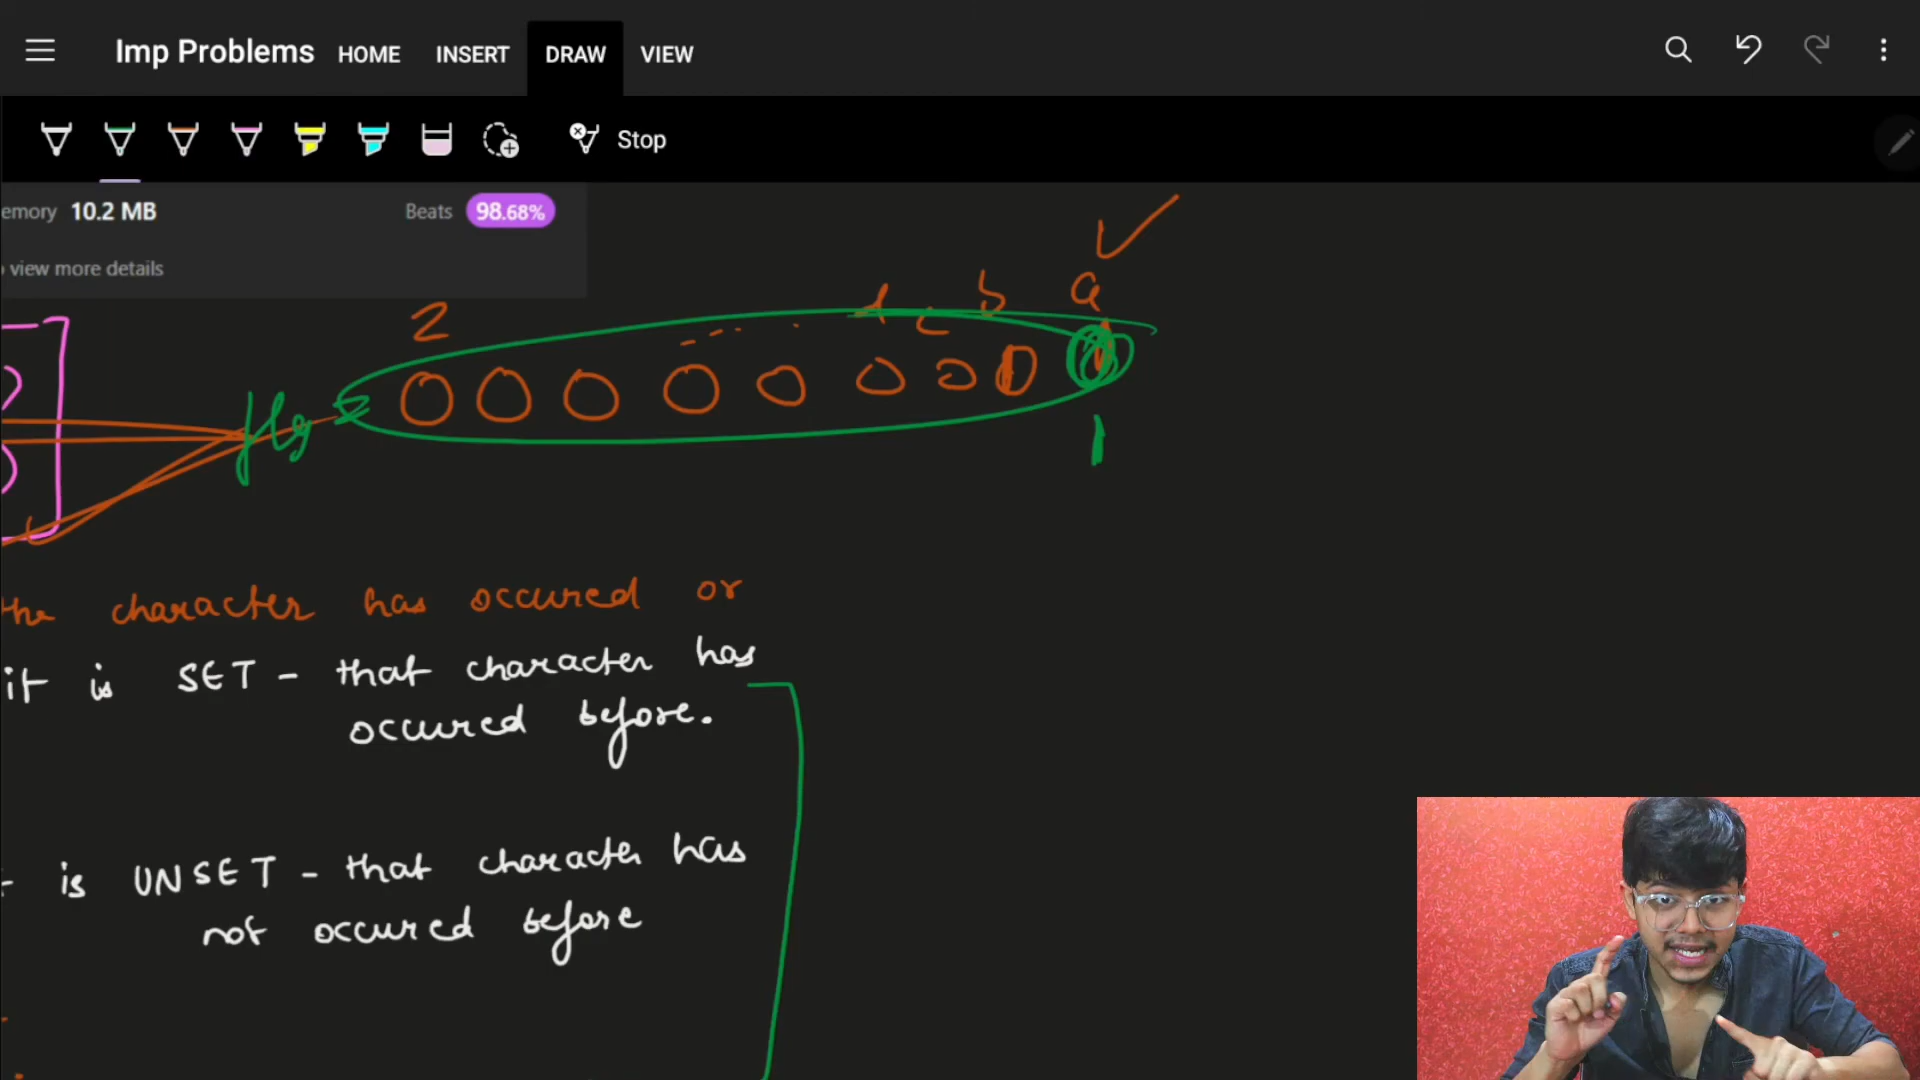 Imp Problems HOME INSERT DRAW VIEW
Stop
emory 10.2 MB Beats 98.68%
view more details
a
b
c
d
2
flg =
1
the character has occured or
it is SET - that character has
occured before.
is UNSET - that character has
not occured before